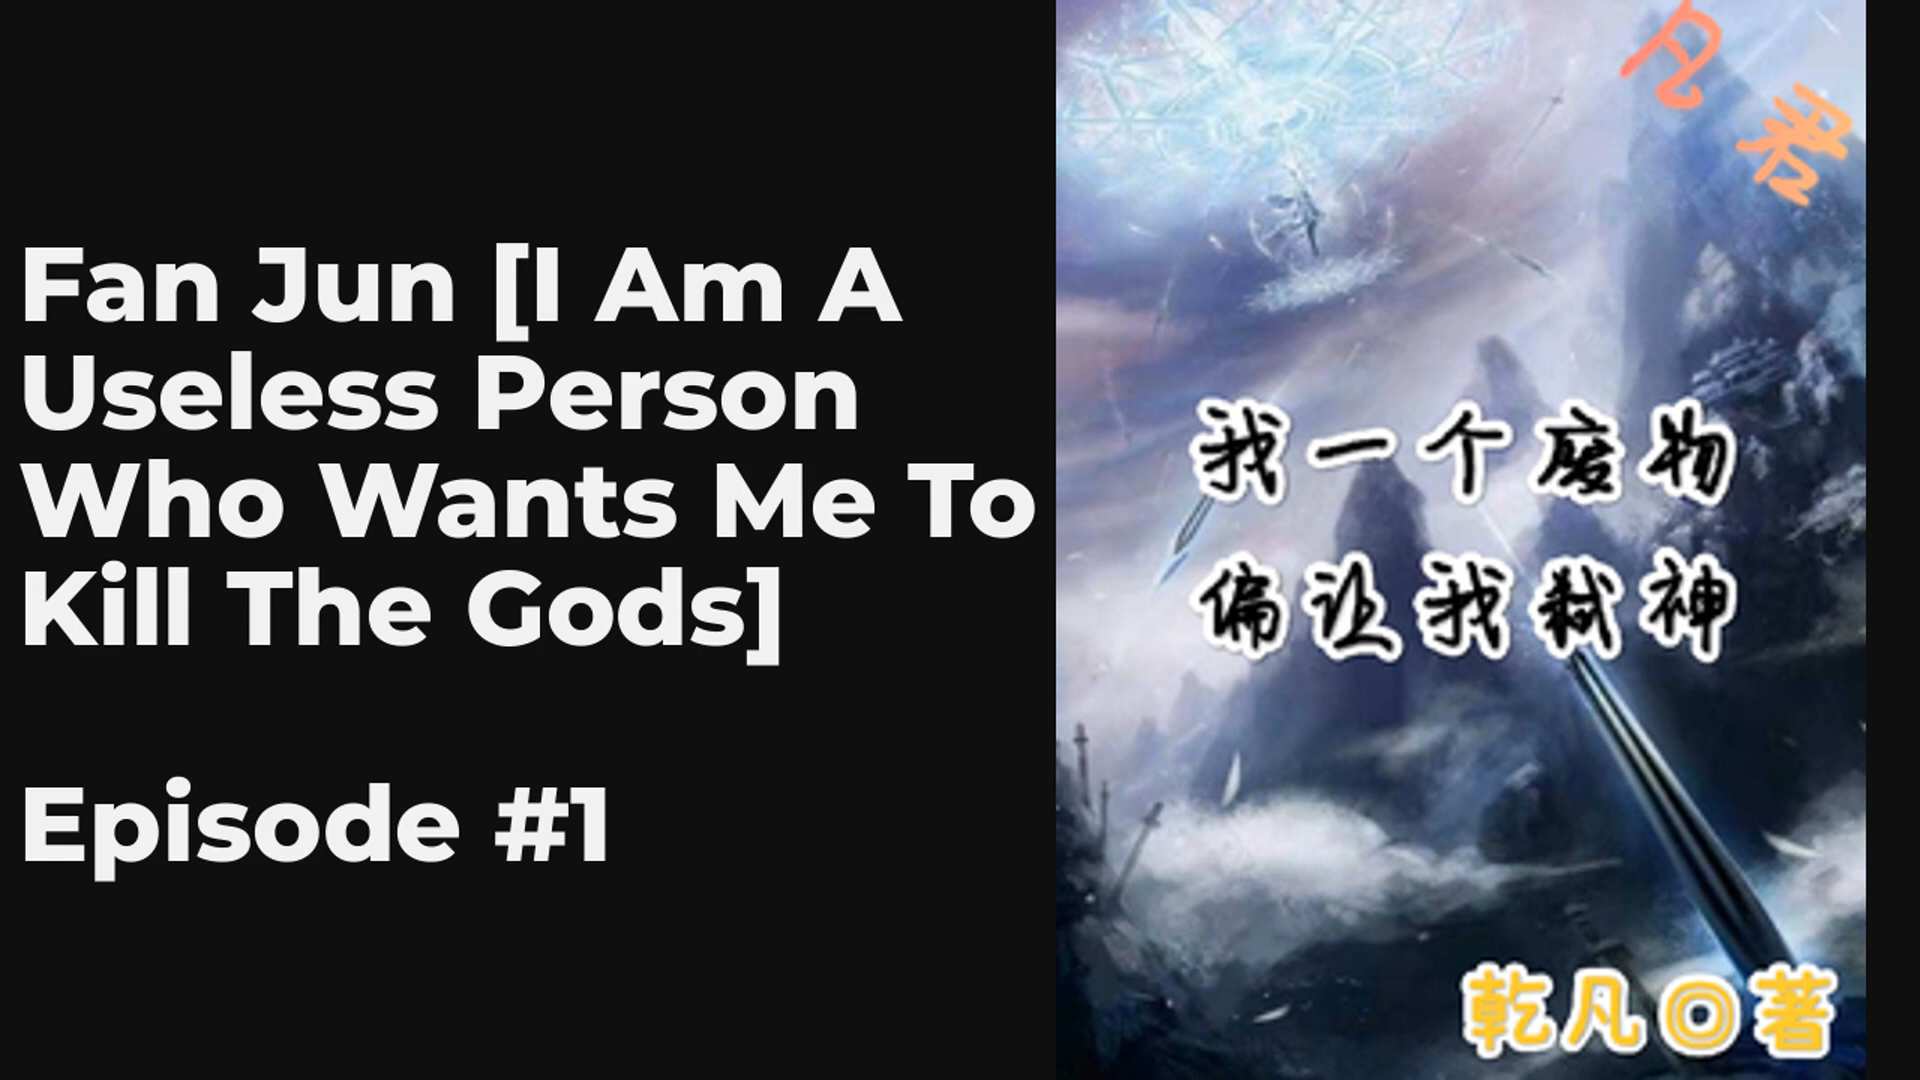 Fan Jun [I Am A
Useless Person
Who Wants Me To
Kill The Gods]
Episode #1
凡君
我一个废物
偏让我弑神
乾凡◎著